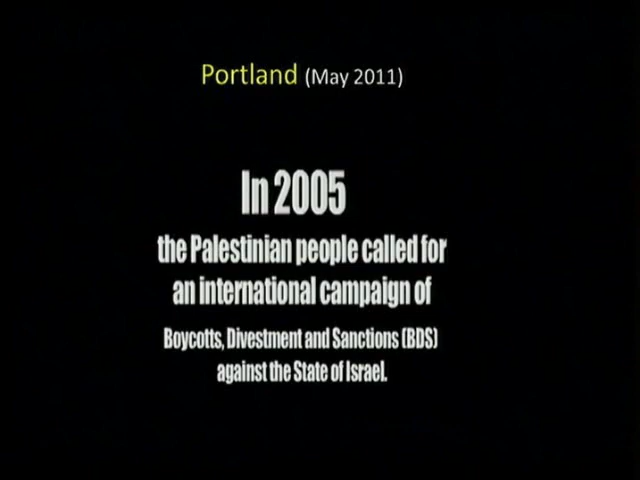 Portland (May 2011)
In 2005
the Palestinian people called for
an international campaign of
Boycotts, Divestment and Sanctions (BDS)
against the State of Israel.